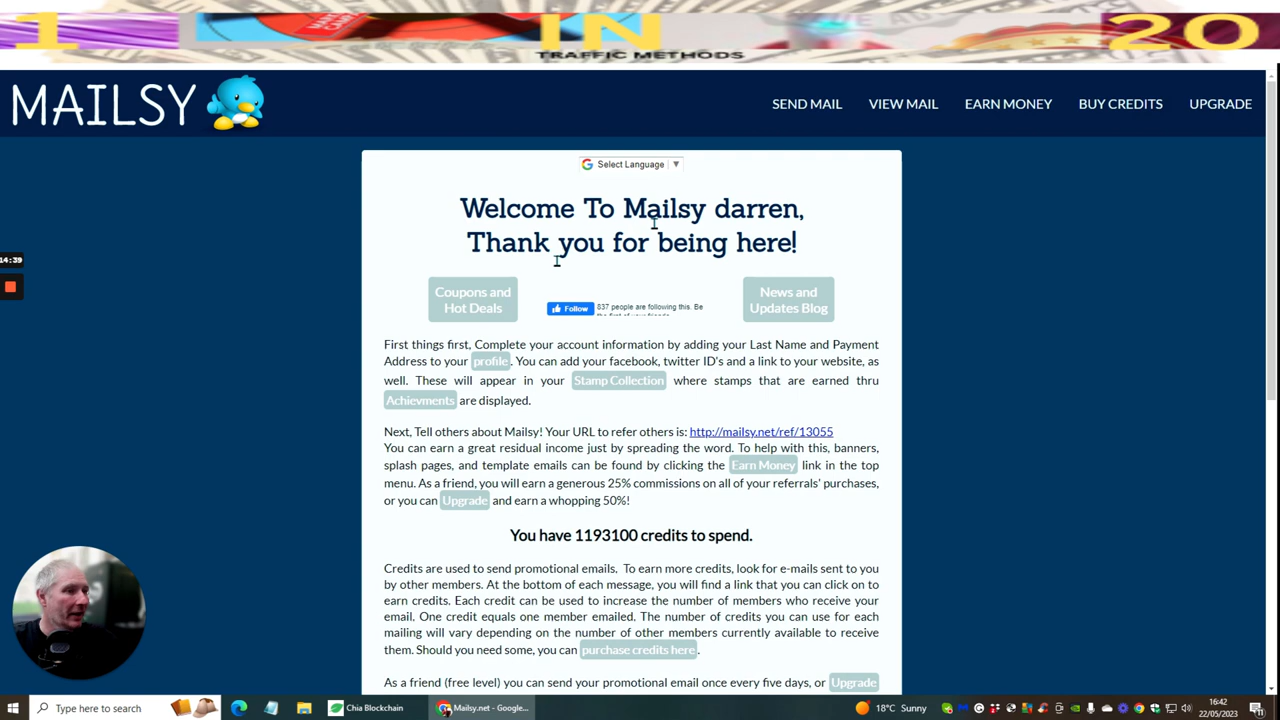 1 IN 20
TRAFFIC METHODS
MAILSY
SEND MAIL VIEW MAIL EARN MONEY BUY CREDITS UPGRADE
Select Language ▼
Welcome To Mailsy darren,
Thank you for being here!
14:39
Coupons and
Hot Deals
Follow
837 people are following this. Be
News and
Updates Blog
First things first, Complete your account information by adding your Last Name and Payment
Address to your profile. You can add your facebook, twitter ID's and a link to your website, as
well. These will appear in your Stamp Collection where stamps that are earned thru
Achievments are displayed.
Next, Tell others about Mailsy! Your URL to refer others is: http://mailsy.net/ref/13055
You can earn a great residual income just by spreading the word. To help with this, banners,
splash pages, and template emails can be found by clicking the Earn Money link in the top
menu. As a friend, you will earn a generous 25% commissions on all of your referrals' purchases,
or you can Upgrade and earn a whopping 50%!
You have 1193100 credits to spend.
Credits are used to send promotional emails. To earn more credits, look for e-mails sent to you
by other members. At the bottom of each message, you will find a link that you can click on to
earn credits. Each credit can be used to increase the number of members who receive your
email. One credit equals one member emailed. The number of credits you can use for each
mailing will vary depending on the number of other members currently available to receive
them. Should you need some, you can purchase credits here.
As a friend (free level) you can send your promotional email once every five days, or Upgrade
Type here to search
Chia Blockchain
Mailsy.net - Google...
18°C Sunny
16:42
22/05/2023